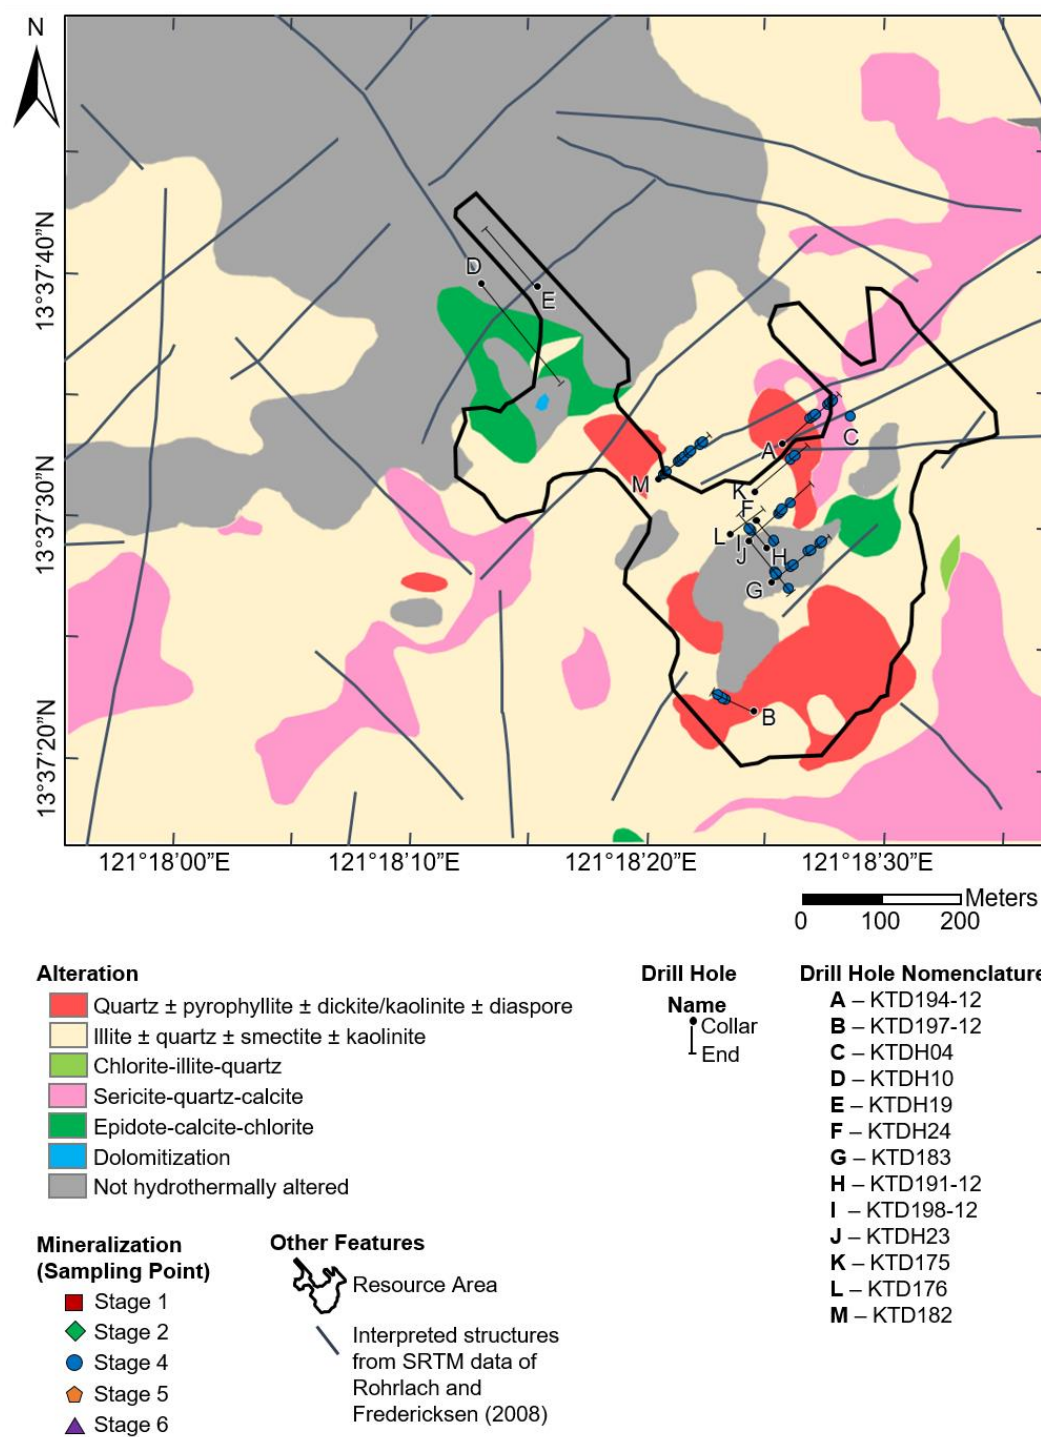 N
13°37'40”N
13°37'30”N
13°37'20”N
D
E
A
C
M
K
F
L
I
J
H
G
B
121°18'00”E
121°18'10”E
121°18'20”E
121°18'30”E
Meters
0 100 200
Alteration
Quartz ± pyrophyllite ± dickite/kaolinite ± diaspore
Illite ± quartz ± smectite ± kaolinite
Chlorite-illite-quartz
Sericite-quartz-calcite
Epidote-calcite-chlorite
Dolomitization
Not hydrothermally altered
Mineralization
(Sampling Point)
Stage 1
Stage 2
Stage 4
Stage 5
Stage 6
Other Features
Resource Area
Interpreted structures
from SRTM data of
Rohrlach and
Fredericksen (2008)
Drill Hole
Name
Collar
End
Drill Hole Nomenclature
A – KTD194-12
B – KTD197-12
C – KTDH04
D – KTDH10
E – KTDH19
F – KTDH24
G – KTD183
H – KTD191-12
I – KTD198-12
J – KTDH23
K – KTD175
L – KTD176
M – KTD182